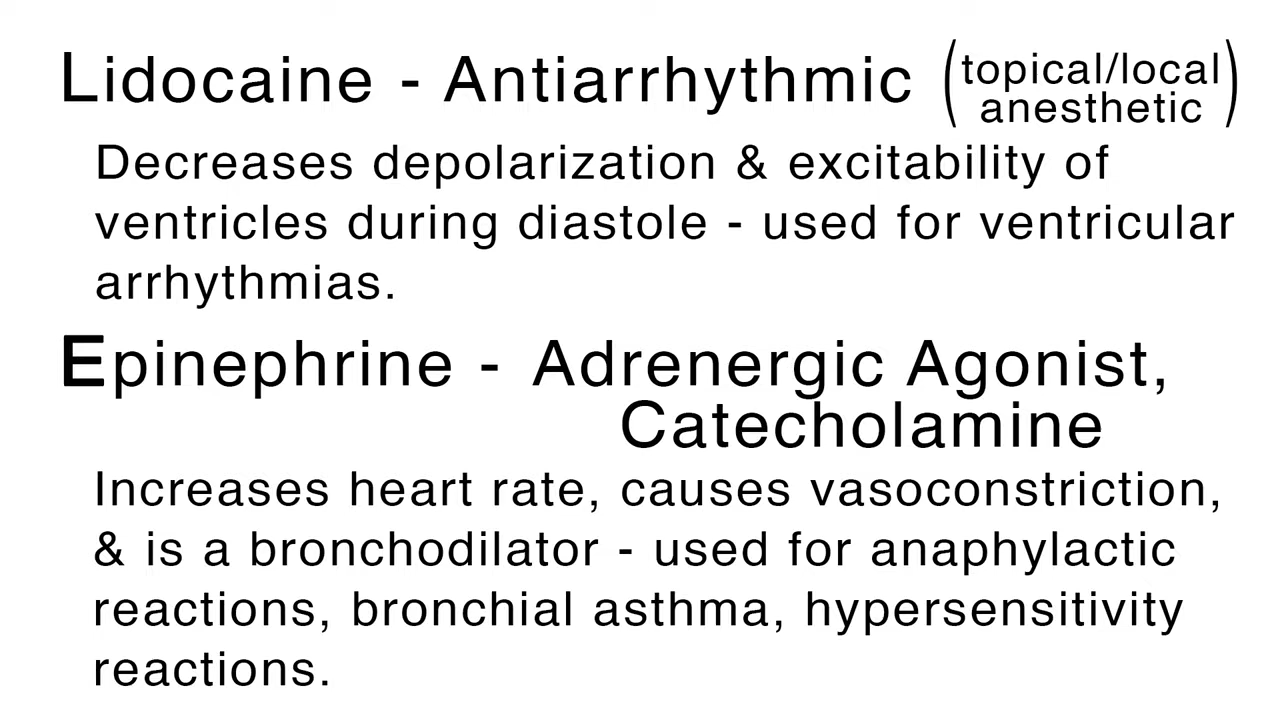 Lidocaine - Antiarrhythmic (topical/local anesthetic)
Decreases depolarization & excitability of
ventricles during diastole - used for ventricular
arrhythmias.
Epinephrine - Adrenergic Agonist,
Catecholamine
Increases heart rate, causes vasoconstriction,
& is a bronchodilator - used for anaphylactic
reactions, bronchial asthma, hypersensitivity
reactions.